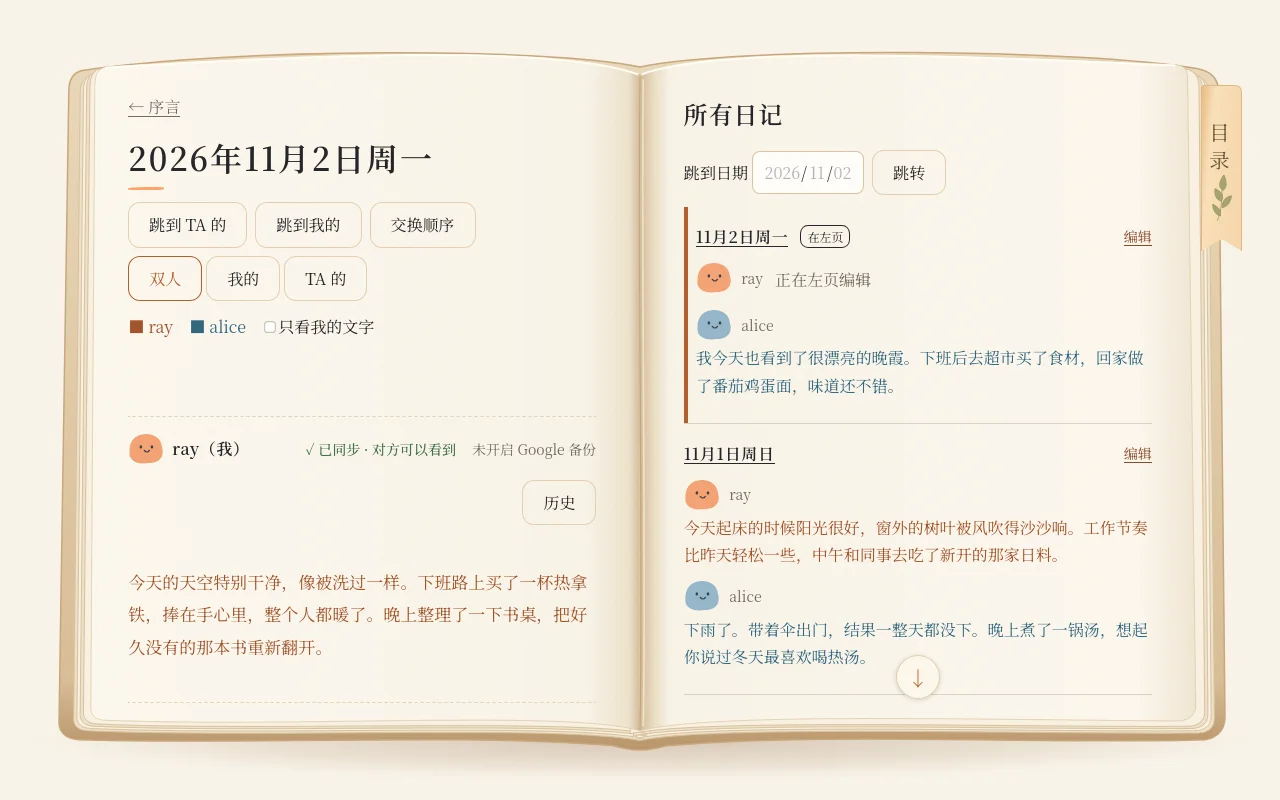 ← 序言
2026年11月2日周一
跳到 TA 的 跳到我的 交换顺序
双人 我的 TA 的
ray alice 只看我的文字
ray（我） √ 已同步 · 对方可以看到 未开启 Google 备份
历史
今天的天空特别干净，像被洗过一样。下班路上买了一杯热拿
铁，捧在手心里，整个人都暖了。晚上整理了一下书桌，把好
久没有的那本书重新翻开。
所有日记
跳到日期 2026/11/02 跳转
11月2日周一 在左页 编辑
ray 正在左页编辑
alice
我今天也看到了很漂亮的晚霞。下班后去超市买了食材，回家做
了番茄鸡蛋面，味道还不错。
11月1日周日 编辑
ray
今天起床的时候阳光很好，窗外的树叶被风吹得沙沙响。工作节奏
比昨天轻松一些，中午和同事去吃了新开的那家日料。
alice
下雨了。带着伞出门，结果一整天都没下。晚上煮了一锅汤，想起
你说过冬天最喜欢喝热汤。
↓
目
录